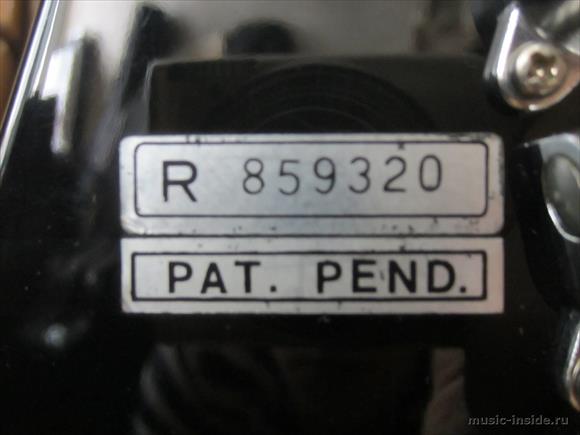 R 859320
PAT. PEND.
music-inside.ru